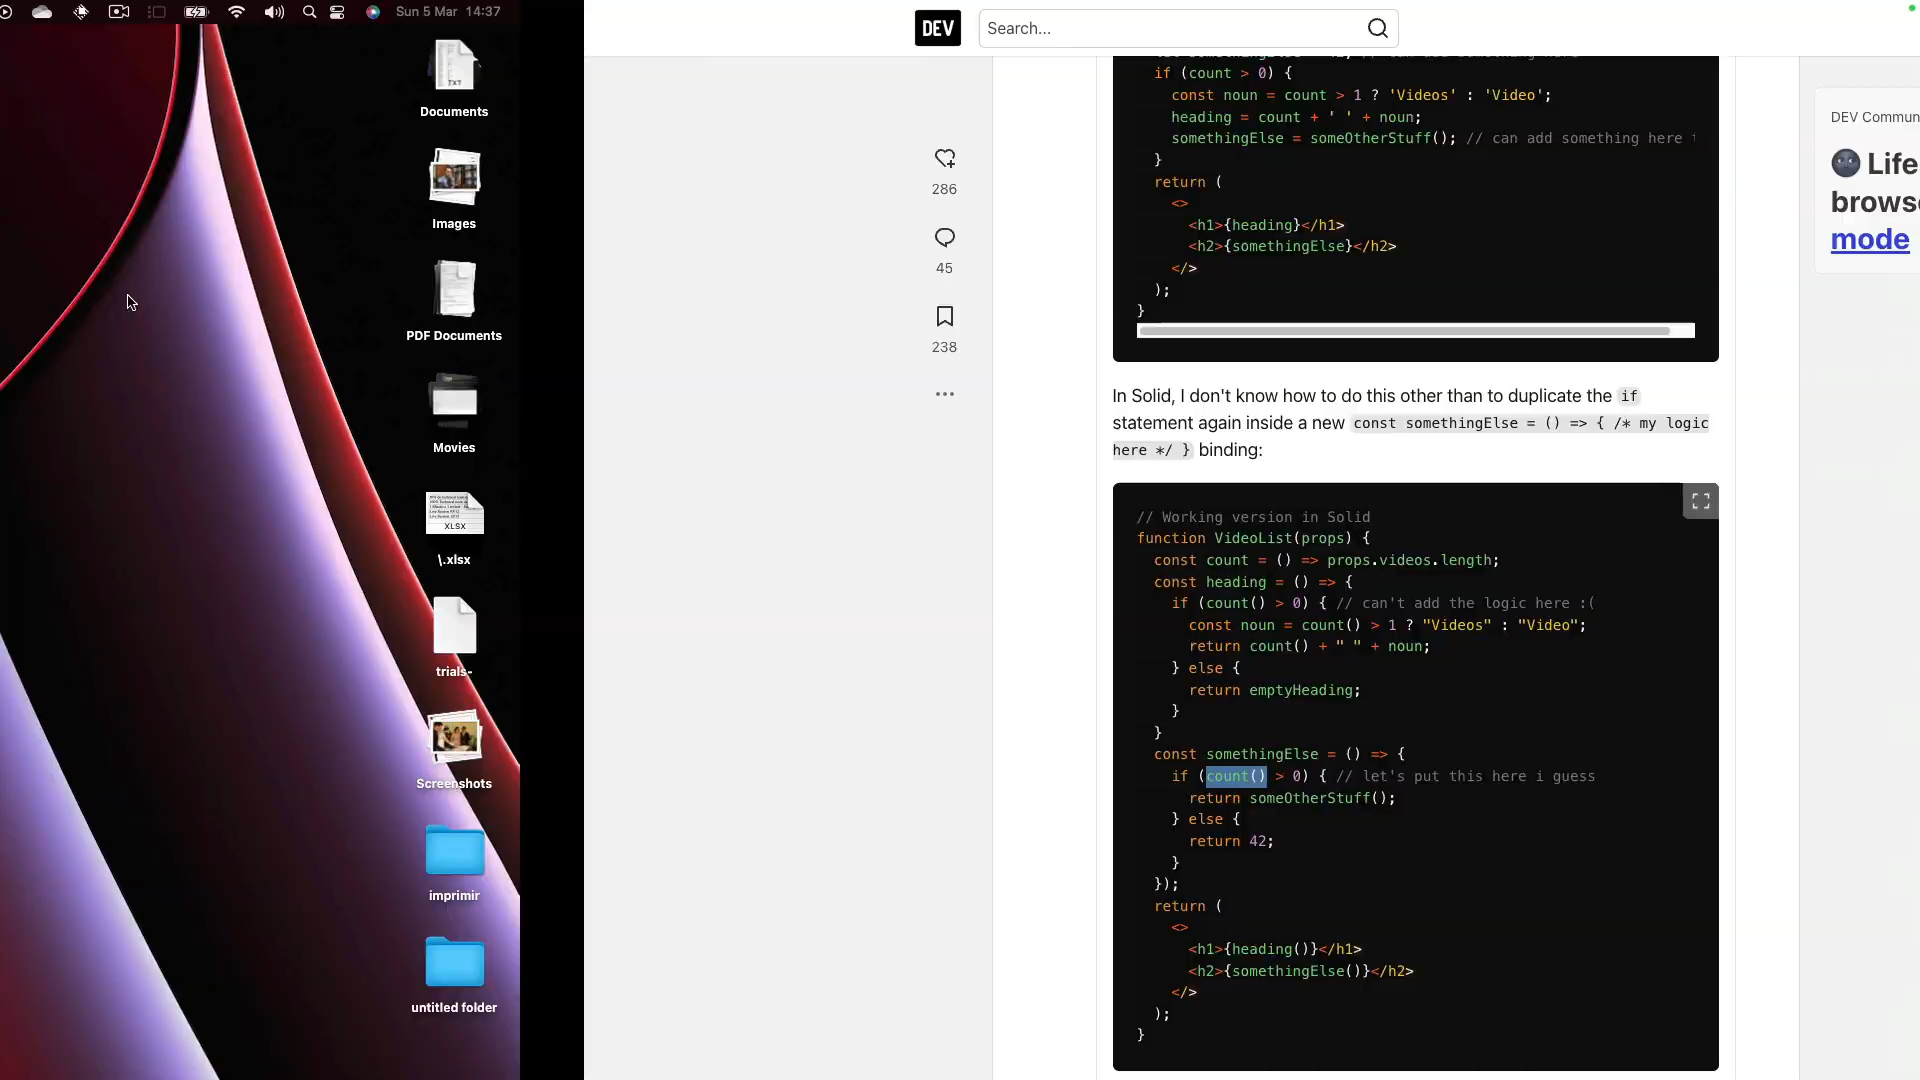 Sun 5 Mar 14:37
TXT
Documents
Images
PDF Documents
Movies
XLSX
\.xlsx
trials-
Screenshots
imprimir
untitled folder
DEV
Search...
286
45
238
if (count > 0) {
const noun = count > 1 ? 'Videos' : 'Video';
heading = count + ' ' + noun;
somethingElse = someOtherStuff(); // can add something here t
}
return (
<>
<h1>{heading}</h1>
<h2>{somethingElse}</h2>
</>
);
}
In Solid, I don't know how to do this other than to duplicate the if
statement again inside a new const somethingElse = () => { /* my logic
here */ } binding:
// Working version in Solid
function VideoList(props) {
const count = () => props.videos.length;
const heading = () => {
if (count() > 0) { // can't add the logic here :(
const noun = count() > 1 ? "Videos" : "Video";
return count() + " " + noun;
} else {
return emptyHeading;
}
}
const somethingElse = () => {
if (count() > 0) { // let's put this here i guess
return someOtherStuff();
} else {
return 42;
}
});
return (
<>
<h1>{heading()}</h1>
<h2>{somethingElse()}</h2>
</>
);
}
DEV Commun
🌚 Life
browse
mode